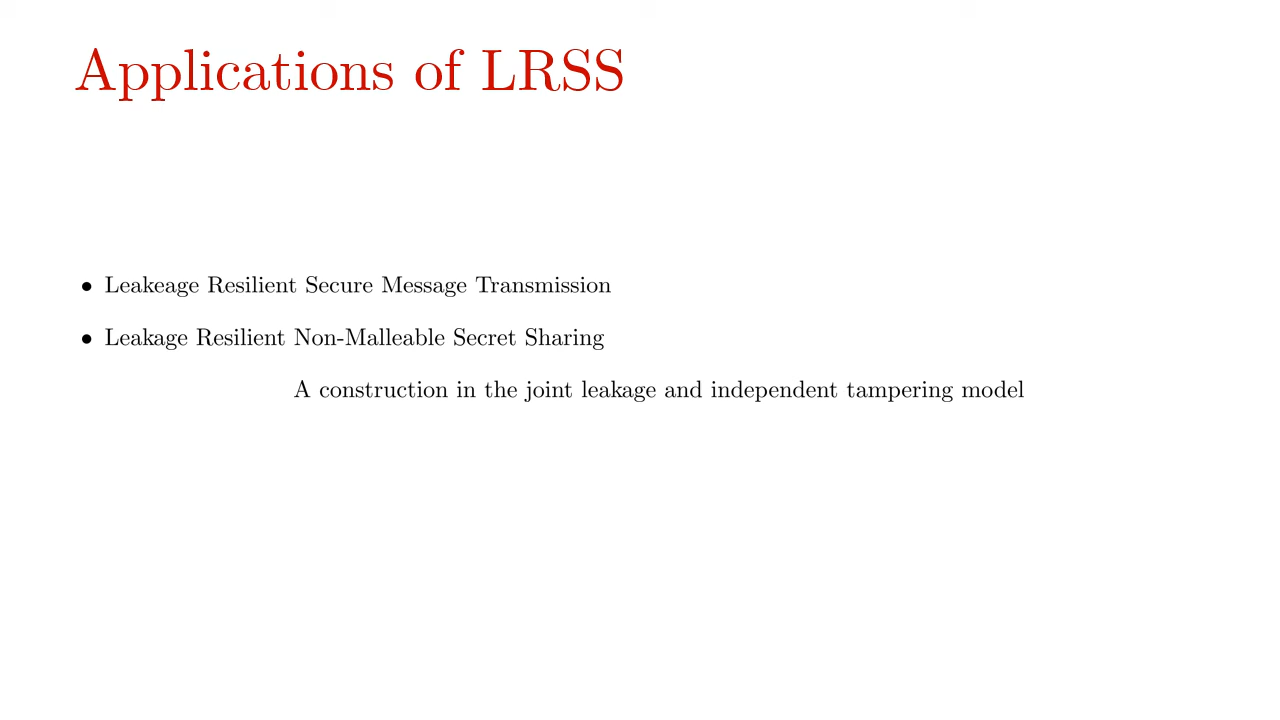 Applications of LRSS
• Leakeage Resilient Secure Message Transmission
• Leakage Resilient Non-Malleable Secret Sharing
A construction in the joint leakage and independent tampering model